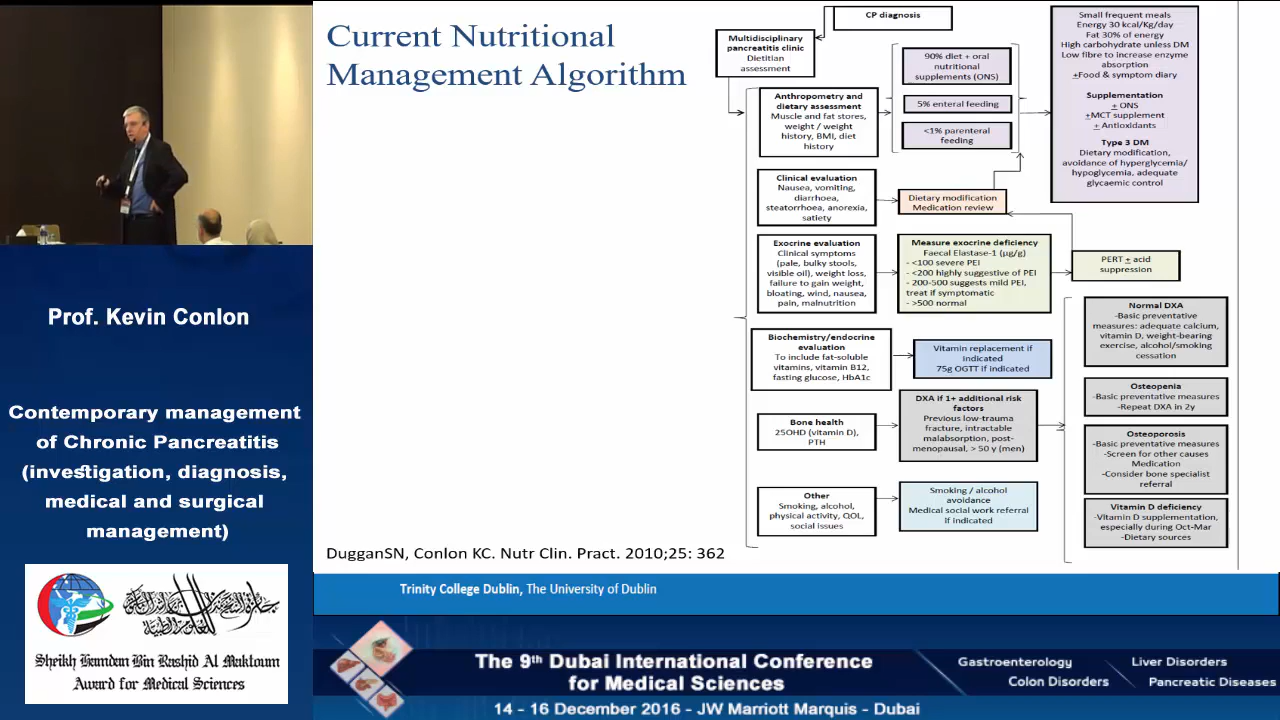 Current Nutritional
Management Algorithm
CP diagnosis
Multidisciplinary
pancreatitis clinic
Dietitian
assessment
Anthropometry and
dietary assessment
Muscle and fat stores,
weight / weight
history, BMI, diet
history
90% diet + oral
nutritional
supplements (ONS)
5% enteral feeding
<1% parenteral
feeding
Small frequent meals
Energy 30 kcal/Kg/day
Fat 30% of energy
High carbohydrate unless DM
Low fibre to increase enzyme
absorption
±Food & symptom diary
Supplementation
± ONS
±MCT supplement
± Antioxidants
Type 3 DM
Dietary modification,
avoidance of hyperglycemia/
hypoglycemia, adequate
glycaemic control
Clinical evaluation
Nausea, vomiting,
diarrhoea,
steatorrhoea, anorexia,
satiety
Dietary modification
Medication review
Exocrine evaluation
Clinical symptoms
(pale, bulky stools,
visible oil), weight loss,
failure to gain weight,
bloating, wind, nausea,
pain, malnutrition
Measure exocrine deficiency
Faecal Elastase-1 (µg/g)
- <100 severe PEI
- <200 highly suggestive of PEI
- 200-500 suggests mild PEI,
treat if symptomatic
- >500 normal
PERT ± acid
suppression
Biochemistry/endocrine
evaluation
To include fat-soluble
vitamins, vitamin B12,
fasting glucose, HbA1c
Vitamin replacement if
indicated
75g OGTT if indicated
Bone health
25OHD (vitamin D),
PTH
DXA if 1+ additional risk
factors
Previous low-trauma
fracture, intractable
malabsorption, post-
menopausal, > 50 y (men)
Normal DXA
-Basic preventative
measures: adequate calcium,
vitamin D, weight-bearing
exercise, alcohol/smoking
cessation
Osteopenia
-Basic preventative measures
-Repeat DXA in 2y
Osteoporosis
-Basic preventative measures
-Screen for other causes
Medication
-Consider bone specialist
referral
Vitamin D deficiency
-Vitamin D supplementation,
especially during Oct-Mar
-Dietary sources
Other
Smoking, alcohol,
physical activity, QOL,
social issues
Smoking / alcohol
avoidance
Medical social work referral
if indicated
DugganSN, Conlon KC. Nutr Clin. Pract. 2010;25: 362
Trinity College Dublin, The University of Dublin
Prof. Kevin Conlon
Contemporary management
of Chronic Pancreatitis
(investigation, diagnosis,
medical and surgical
management)
Sheikh Hamdan Bin Rashid Al Maktoum
Award for Medical Sciences
The 9th Dubai International Conference
for Medical Sciences
14 - 16 December 2016 - JW Marriott Marquis - Dubai
Gastroenterology
Liver Disorders
Colon Disorders
Pancreatic Diseases